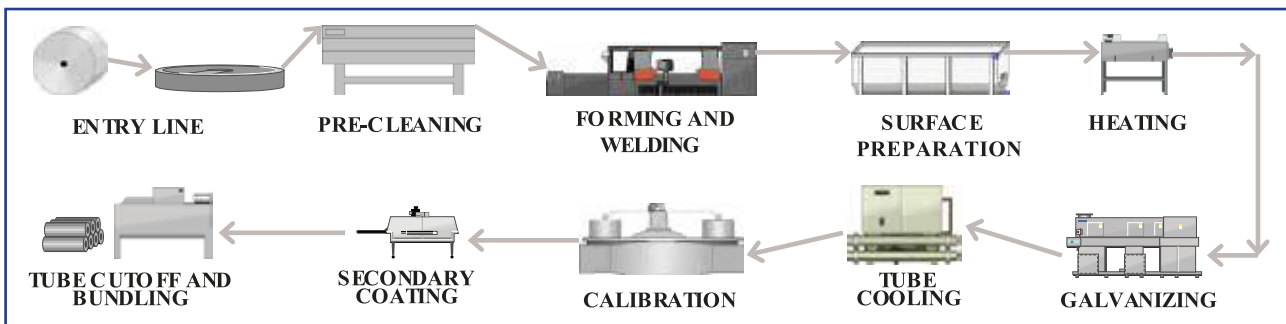 ENTRY LINE
PRE-CLEANING
FORMING AND
WELDING
SURFACE
PREPARATION
HEATING
TUBE CUTOFF AND
BUNDLING
SECONDARY
COATING
CALIBRATION
TUBE
COOLING
GALVANIZING